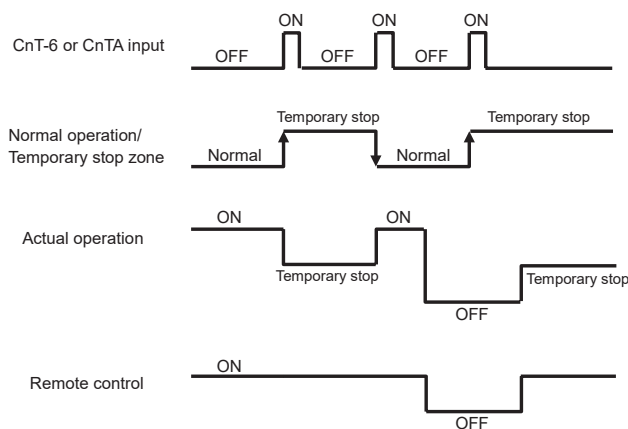 ON ON ON
CnT-6 or CnTA input
OFF OFF OFF
Temporary stop Temporary stop
Normal operation/
Temporary stop zone
Normal Normal
ON ON
Actual operation
Temporary stop Temporary stop
OFF
ON
Remote control
OFF